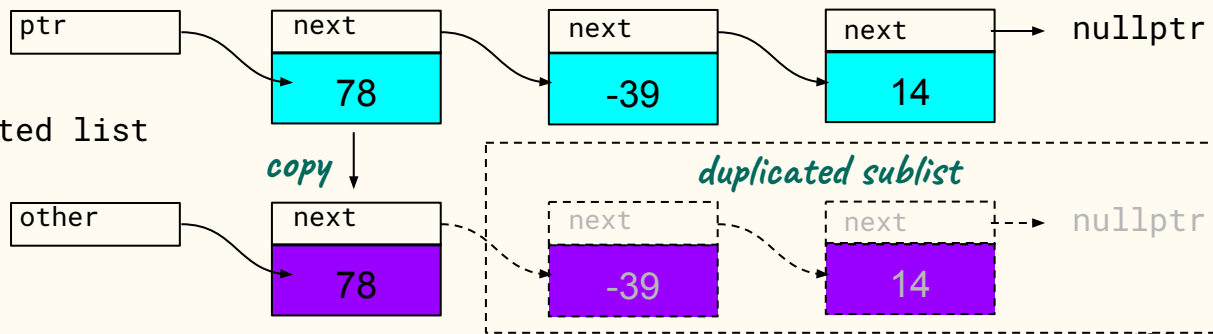 ptr next next next nullptr
78 -39 14
ted list
copy duplicated sublist
other next next next nullptr
78 -39 14